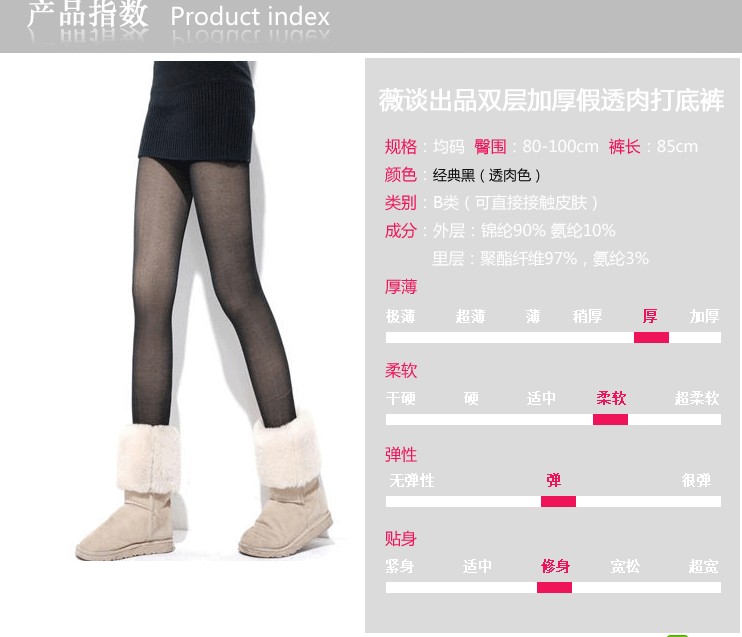 产品指数 Product index
薇谈出品双层加厚假透肉打底裤
规格：均码 臀围：80-100cm 裤长：85cm
颜色：经典黑（透肉色）
类别：B类（可直接接触皮肤）
成分：外层：锦纶90% 氨纶10%
里层：聚酯纤维97%，氨纶3%
厚薄
极薄 超薄 薄 稍厚 厚 加厚
柔软
干硬 硬 适中 柔软 超柔软
弹性
无弹性 弹 很弹
贴身
紧身 适中 修身 宽松 超宽